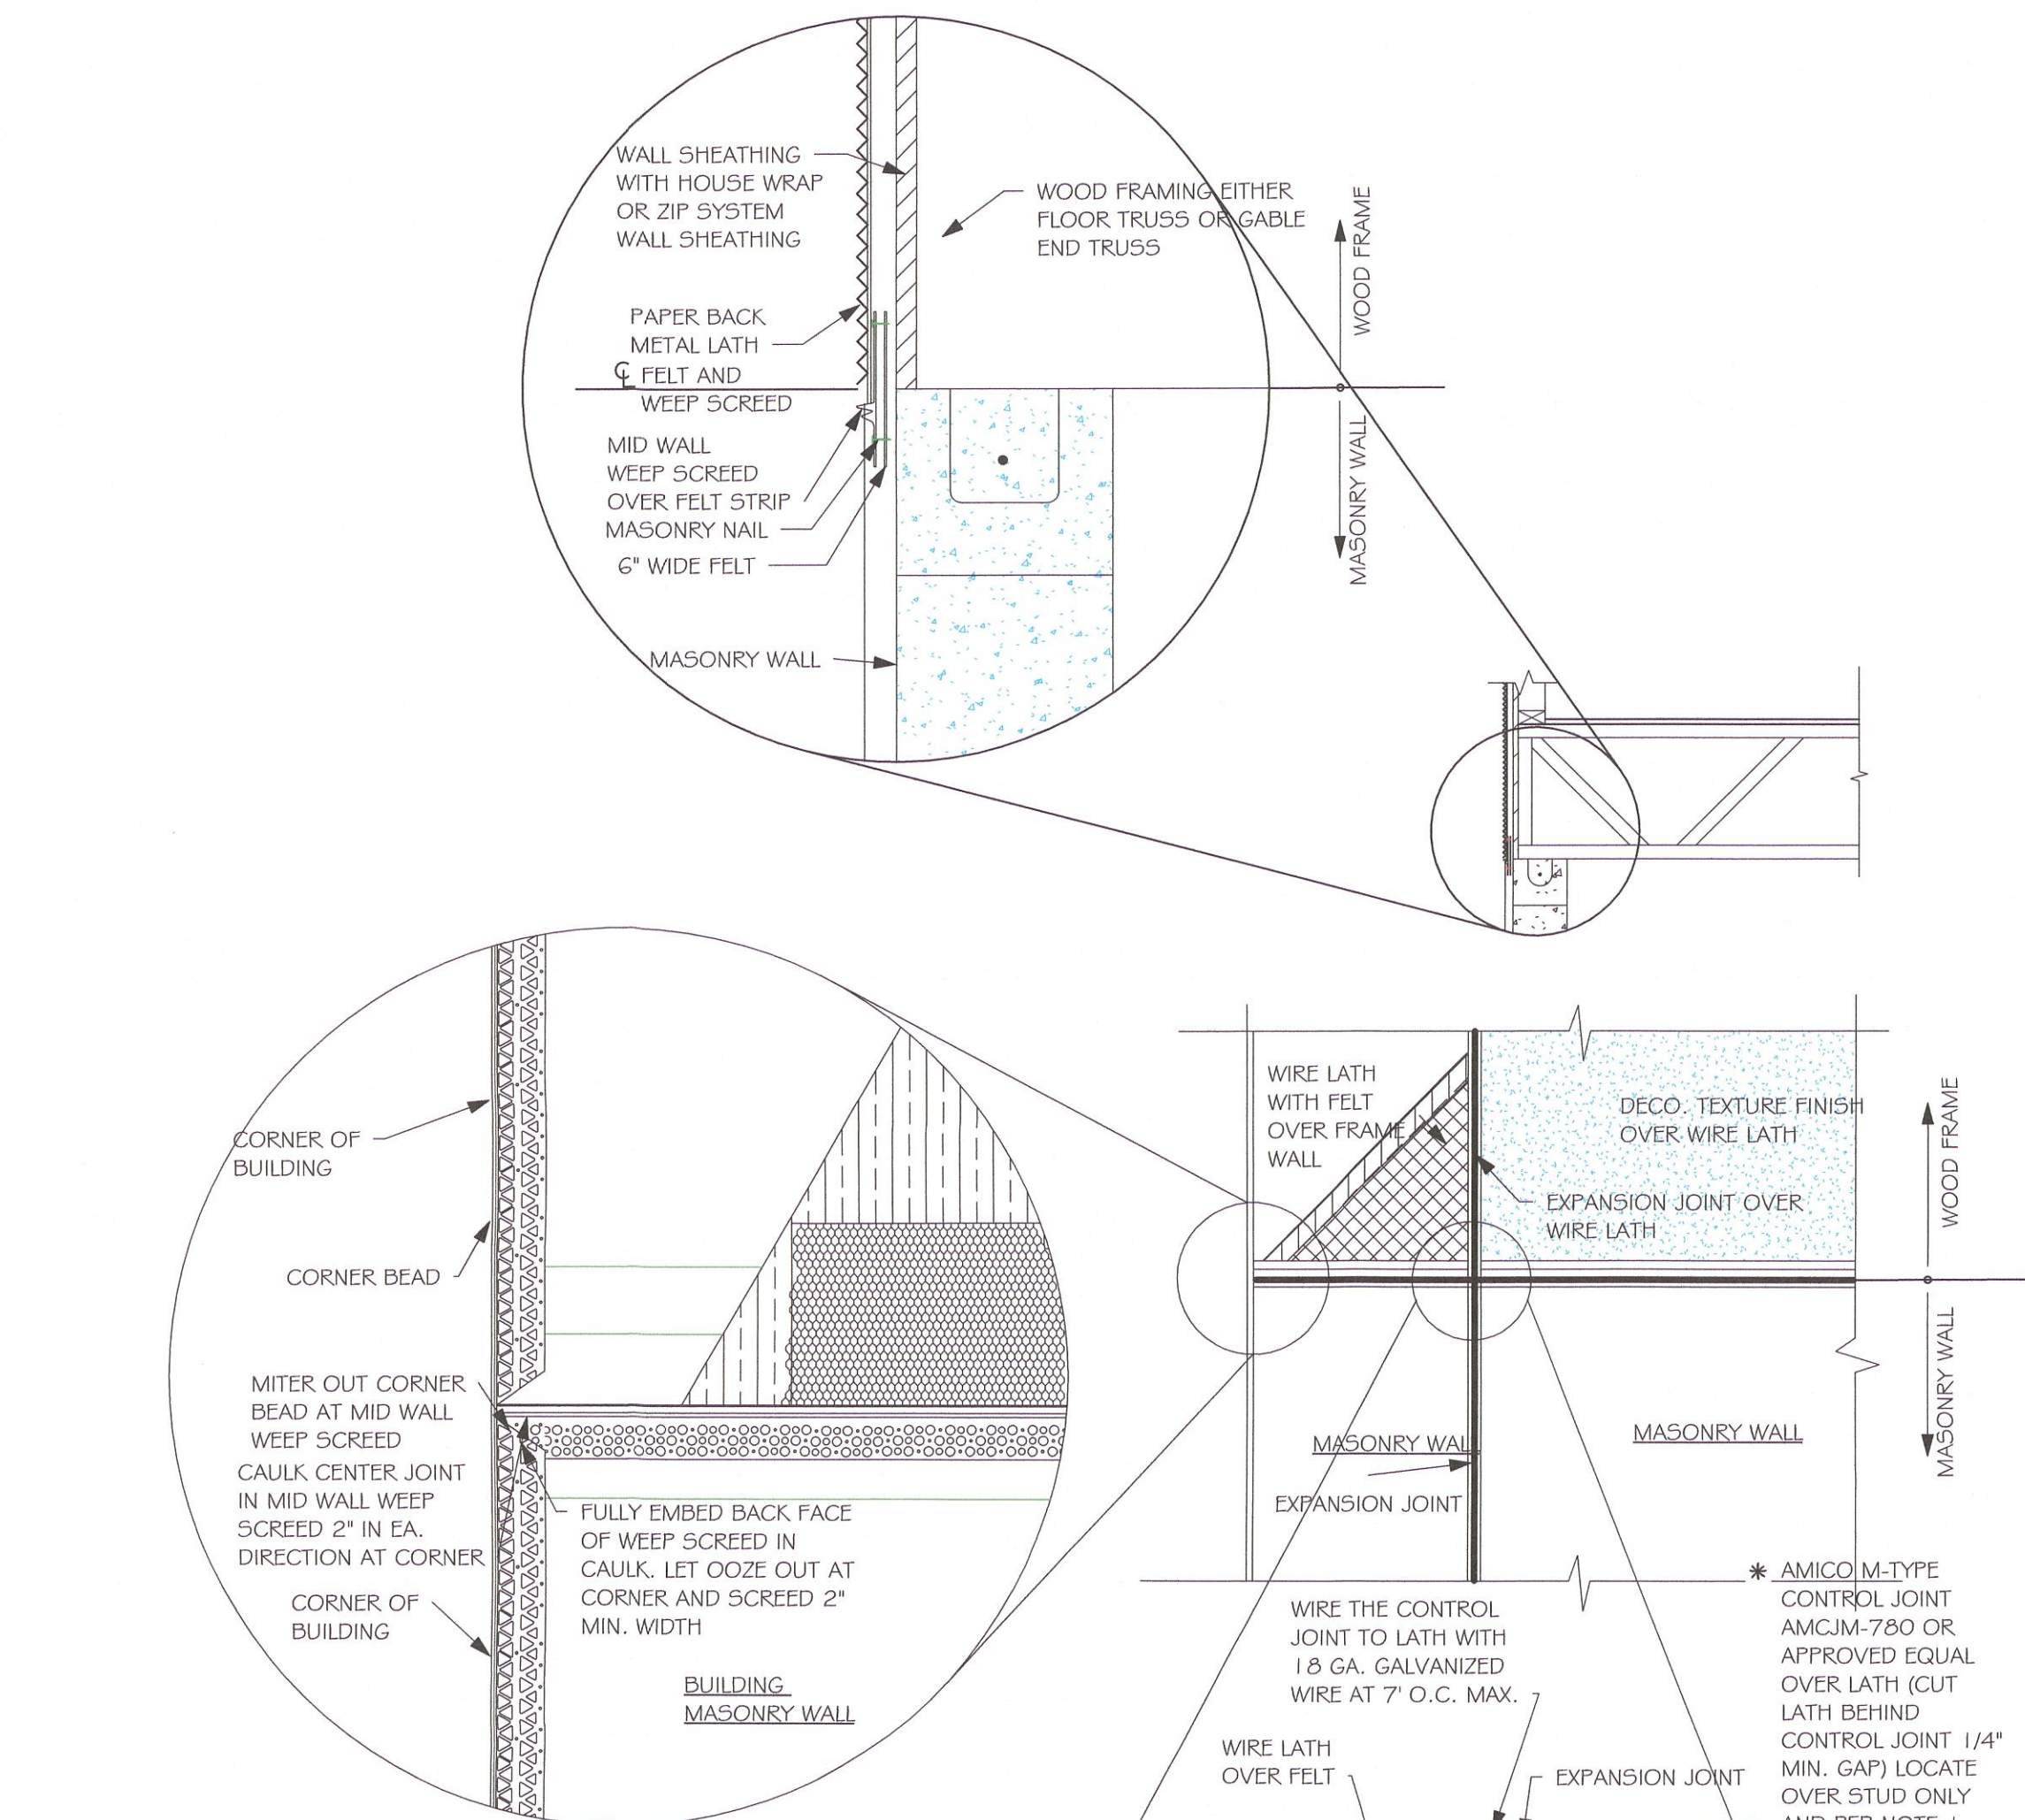 WALL SHEATHING
WITH HOUSE WRAP
OR ZIP SYSTEM
WALL SHEATHING
WOOD FRAMING EITHER
FLOOR TRUSS OR GABLE
END TRUSS
WOOD FRAME
PAPER BACK
METAL LATH
℄ FELT AND
WEEP SCREED
MASONRY WALL
MID WALL
WEEP SCREED
OVER FELT STRIP
MASONRY NAIL
6" WIDE FELT
MASONRY WALL
CORNER OF
BUILDING
CORNER BEAD
MITER OUT CORNER
BEAD AT MID WALL
WEEP SCREED
CAULK CENTER JOINT
IN MID WALL WEEP
SCREED 2" IN EA.
DIRECTION AT CORNER
CORNER OF
BUILDING
FULLY EMBED BACK FACE
OF WEEP SCREED IN
CAULK. LET OOZE OUT AT
CORNER AND SCREED 2"
MIN. WIDTH
BUILDING
MASONRY WALL
WIRE LATH
WITH FELT
OVER FRAME
WALL
DECO. TEXTURE FINISH
OVER WIRE LATH
EXPANSION JOINT OVER
WIRE LATH
WOOD FRAME
MASONRY WALL
MASONRY WALL
MASONRY WALL
EXPANSION JOINT
WIRE THE CONTROL
JOINT TO LATH WITH
18 GA. GALVANIZED
WIRE AT 7' O.C. MAX.
WIRE LATH
OVER FELT
EXPANSION JOINT
* AMICO M-TYPE
CONTROL JOINT
AMCJM-780 OR
APPROVED EQUAL
OVER LATH (CUT
LATH BEHIND
CONTROL JOINT 1/4"
MIN. GAP) LOCATE
OVER STUD ONLY
AND PER NOTE